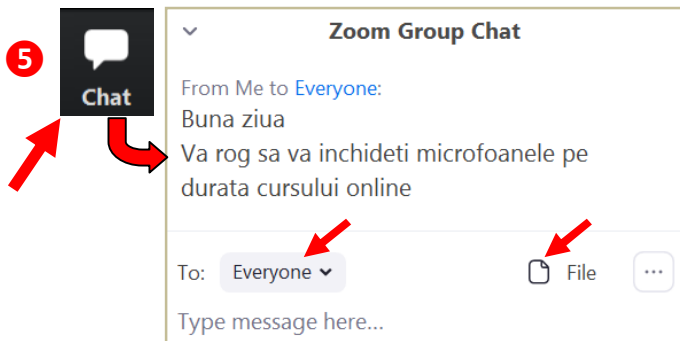 5
Chat
Zoom Group Chat
From Me to Everyone:
Buna ziua
Va rog sa va inchideti microfoanele pe
durata cursului online
To: Everyone File ...
Type message here...